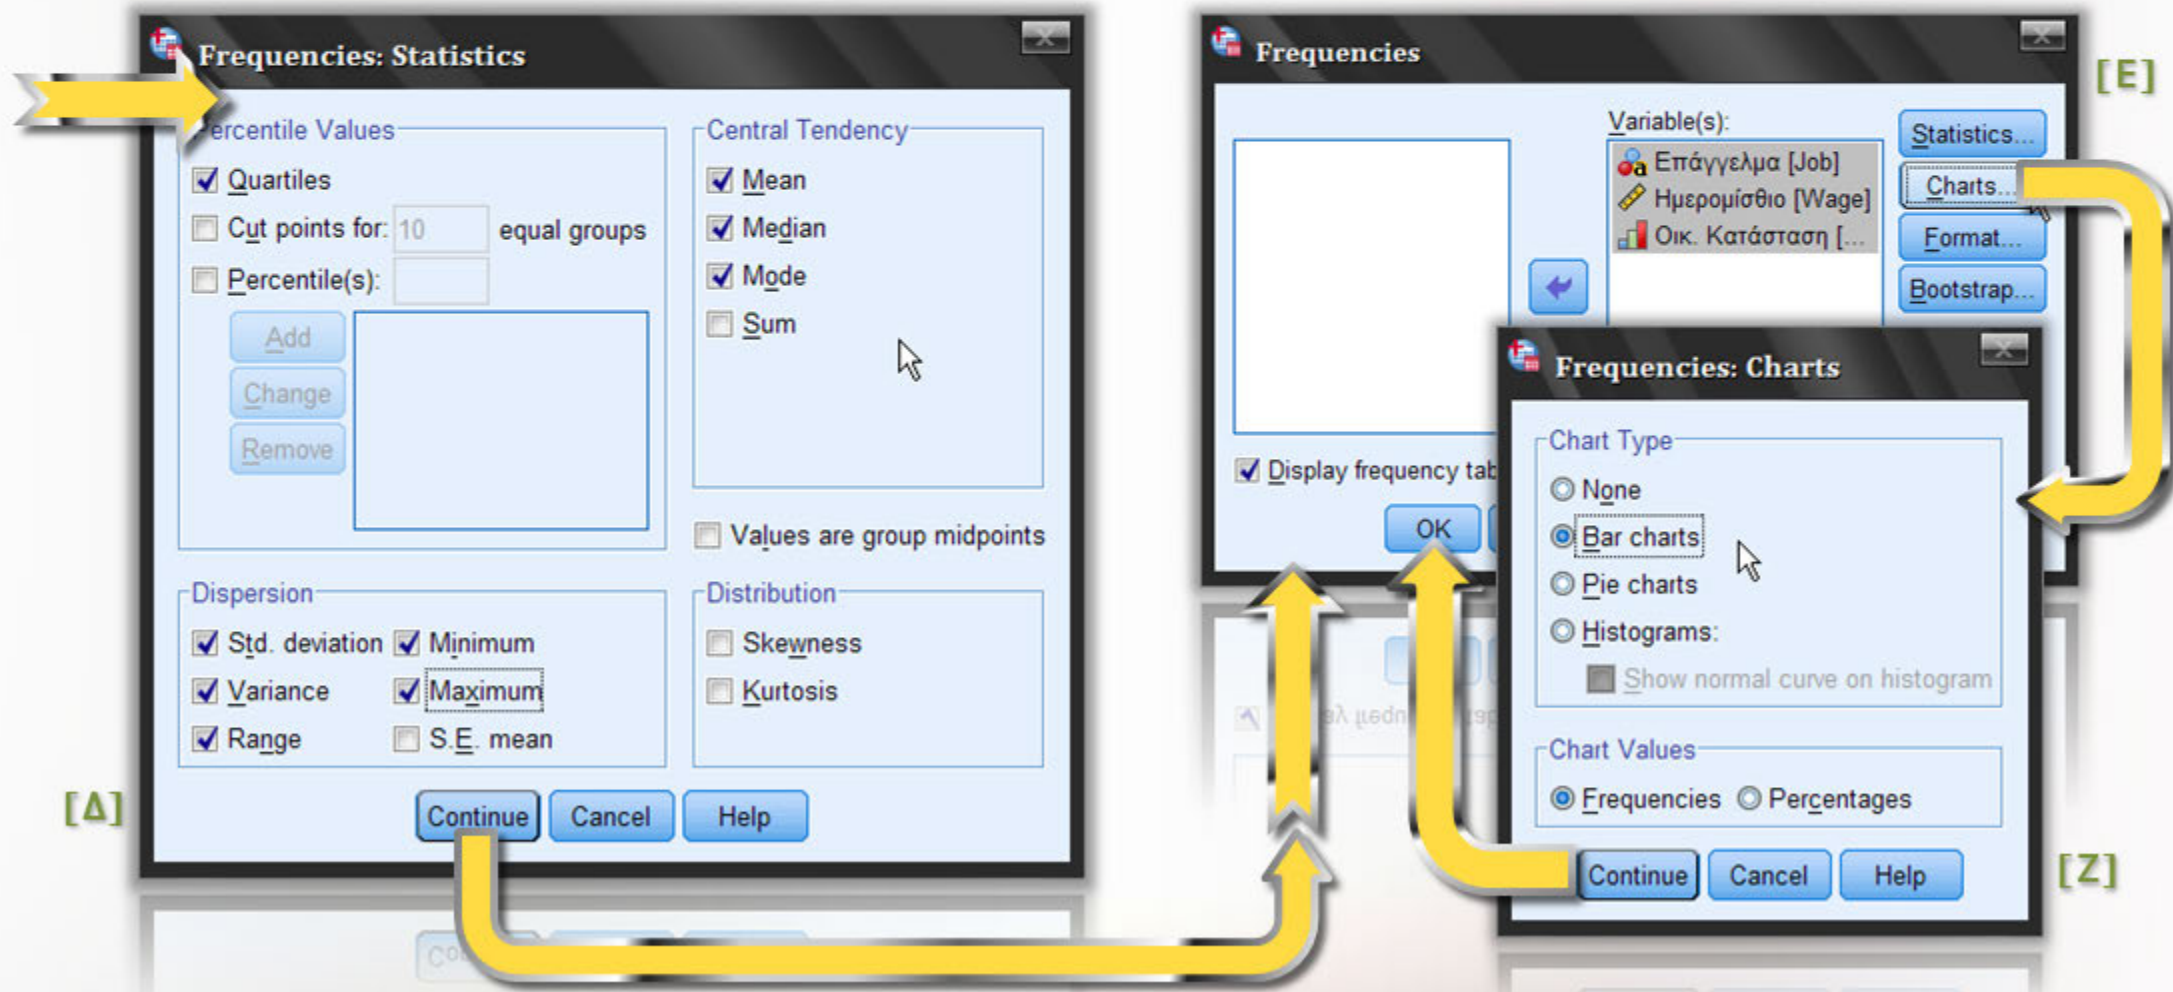 Frequencies: Statistics
Percentile Values
Quartiles
Cut points for: 10 equal groups
Percentile(s):
Add
Change
Remove
Central Tendency
Mean
Median
Mode
Sum
Values are group midpoints
Dispersion
Std. deviation Minimum
Variance Maximum
Range S.E. mean
Distribution
Skewness
Kurtosis
Continue Cancel Help
[Δ]
Frequencies
[E]
Variable(s):
Επάγγελμα [Job]
Ημερομίσθιο [Wage]
Οικ. Κατάσταση [...
Statistics...
Charts...
Format...
Bootstrap...
Display frequency tab
OK
Frequencies: Charts
Chart Type
None
Bar charts
Pie charts
Histograms:
Show normal curve on histogram
Chart Values
Frequencies Percentages
Continue Cancel Help
[Z]